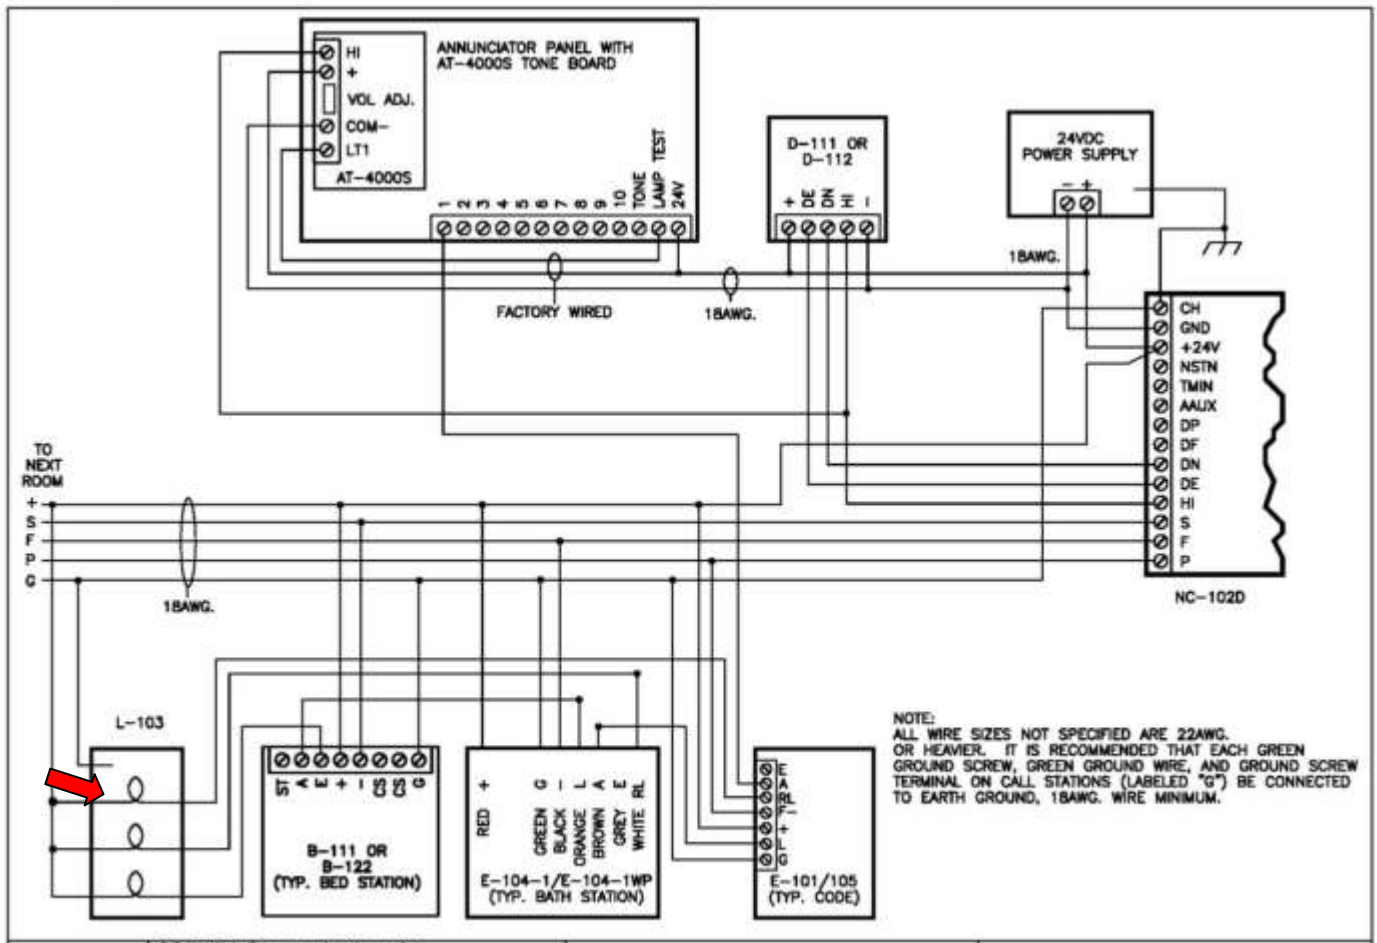 HI
+
VOL ADJ.
COM-
LT1
AT-4000S
ANNUNCIATOR PANEL WITH
AT-4000S TONE BOARD
1
2
3
4
5
6
7
8
9
10
TONE
LAMP TEST
24V
FACTORY WIRED
18AWG.
D-111 OR
D-112
+
DE
DN
HI
-
24VDC
POWER SUPPLY
- +
18AWG.
CH
GND
+24V
NSTN
TMIN
AAUX
DP
DF
DN
DE
HI
S
F
P
NC-102D
TO
NEXT
ROOM
+
S
F
P
G
18AWG.
L-103
ST
A
E
+
-
CS
CS
G
B-111 OR
B-122
(TYP. BED STATION)
RED +
GREEN G
BLACK -
ORANGE L
BROWN A
GREY E
WHITE RL
E-104-1/E-104-1WP
(TYP. BATH STATION)
E
A
RL
F-
+
L
G
E-101/105
(TYP. CODE)
NOTE:
ALL WIRE SIZES NOT SPECIFIED ARE 22AWG.
OR HEAVIER. IT IS RECOMMENDED THAT EACH GREEN
GROUND SCREW, GREEN GROUND WIRE, AND GROUND SCREW
TERMINAL ON CALL STATIONS (LABELED "G") BE CONNECTED
TO EARTH GROUND, 18AWG. WIRE MINIMUM.